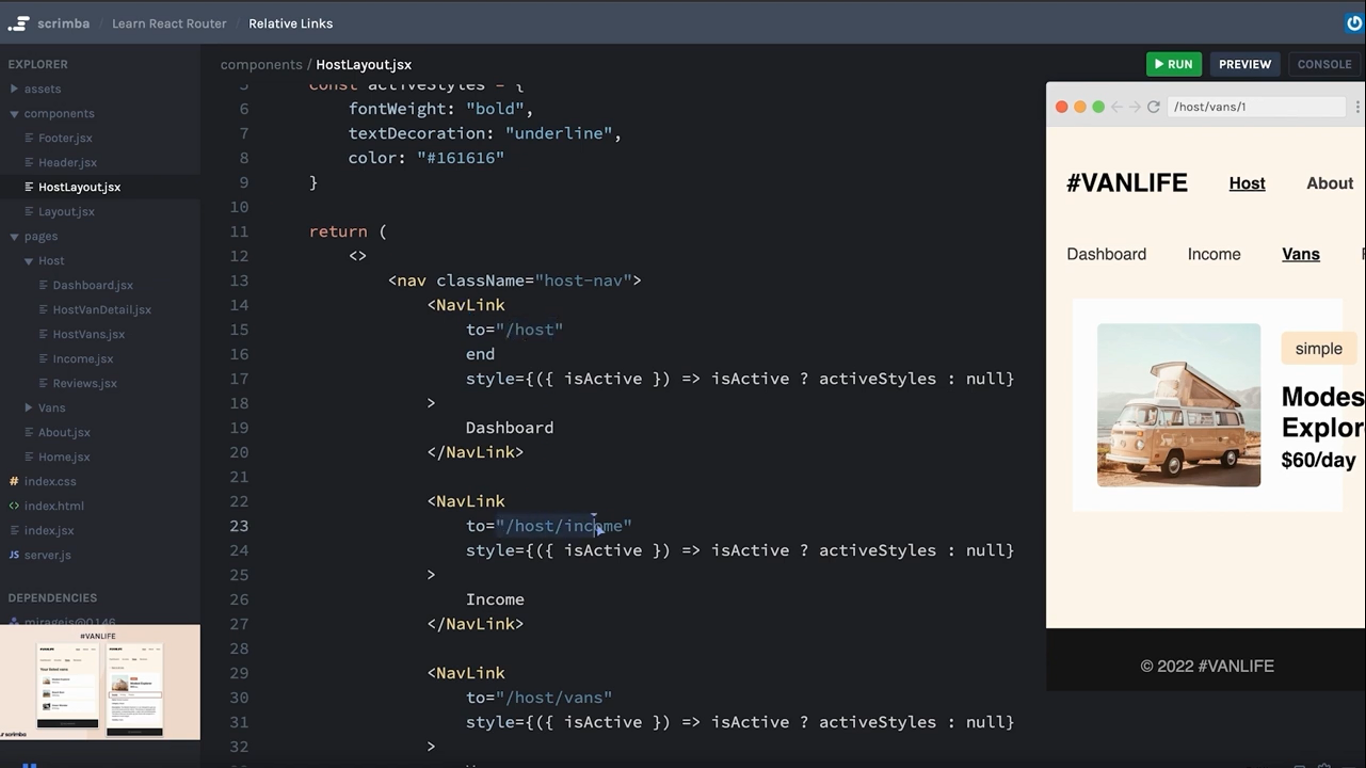 scrimba / Learn React Router / Relative Links
EXPLORER
assets
components
Footer.jsx
Header.jsx
HostLayout.jsx
Layout.jsx
pages
Host
Dashboard.jsx
HostVanDetail.jsx
HostVans.jsx
Income.jsx
Reviews.jsx
Vans
About.jsx
Home.jsx
# index.css
<> index.html
index.jsx
JS server.js
DEPENDENCIES
miragejs@0.1.46
#VANLIFE
scrimba
components / HostLayout.jsx
RUN PREVIEW CONSOLE
5 const activeStyles = {
6 fontWeight: "bold",
7 textDecoration: "underline",
8 color: "#161616"
9 }
10
11 return (
12 <>
13 <nav className="host-nav">
14 <NavLink
15 to="/host"
16 end
17 style={({ isActive }) => isActive ? activeStyles : null}
18 >
19 Dashboard
20 </NavLink>
21
22 <NavLink
23 to="/host/income"
24 style={({ isActive }) => isActive ? activeStyles : null}
25 >
26 Income
27 </NavLink>
28
29 <NavLink
30 to="/host/vans"
31 style={({ isActive }) => isActive ? activeStyles : null}
32 >
/host/vans/1
#VANLIFE Host About
Dashboard Income Vans
simple
Modes
Explor
$60/day
© 2022 #VANLIFE